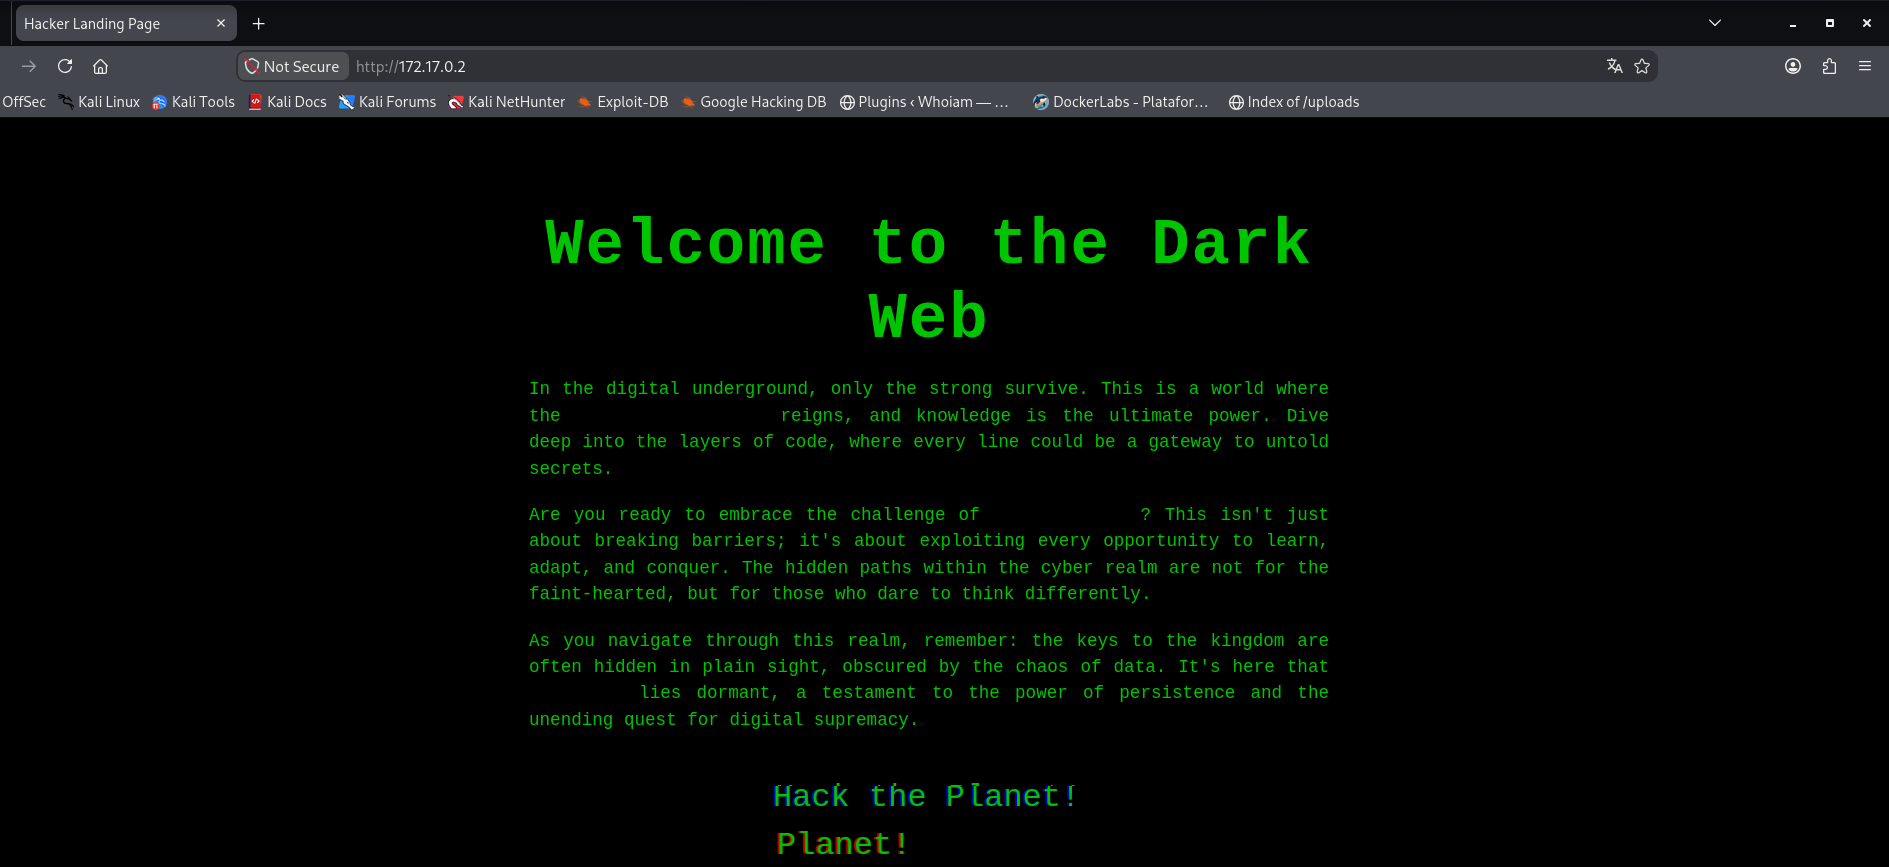 Hacker Landing Page
Not Secure http://172.17.0.2
OffSec Kali Linux Kali Tools Kali Docs Kali Forums Kali NetHunter Exploit-DB Google Hacking DB Plugins ‹ Whoiam — … DockerLabs - Platafor… Index of /uploads
Welcome to the Dark
Web
In the digital underground, only the strong survive. This is a world where
the reigns, and knowledge is the ultimate power. Dive
deep into the layers of code, where every line could be a gateway to untold
secrets.
Are you ready to embrace the challenge of ? This isn't just
about breaking barriers; it's about exploiting every opportunity to learn,
adapt, and conquer. The hidden paths within the cyber realm are not for the
faint-hearted, but for those who dare to think differently.
As you navigate through this realm, remember: the keys to the kingdom are
often hidden in plain sight, obscured by the chaos of data. It's here that
lies dormant, a testament to the power of persistence and the
unending quest for digital supremacy.
Hack the Planet!
Planet!